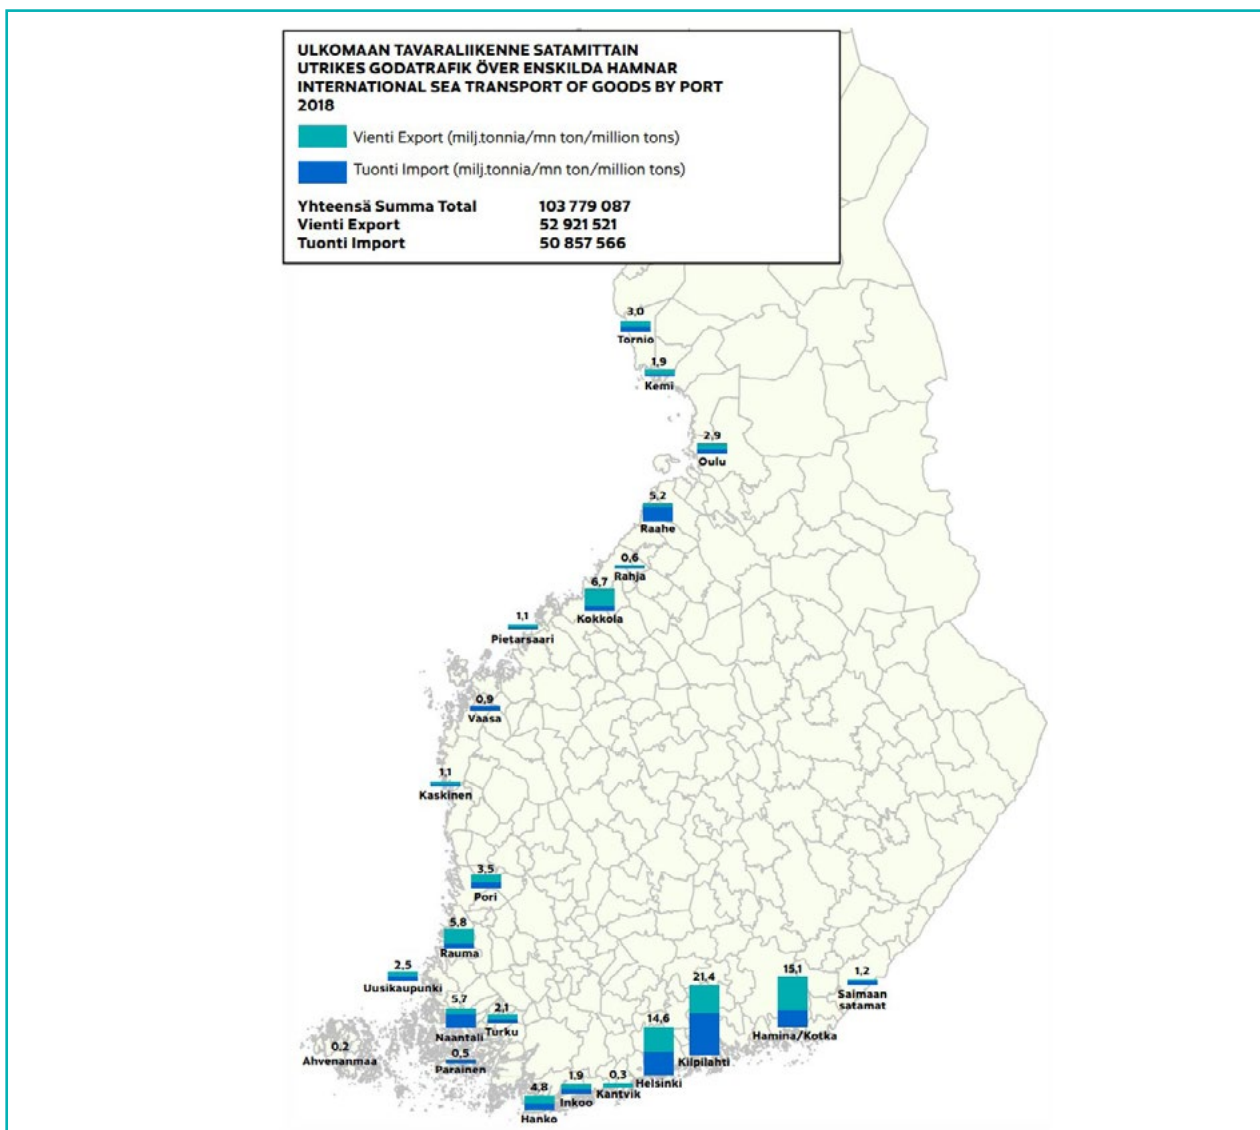 ULKOMAAN TAVARALIIKENNE SATAMITTAIN
UTRIKES GODATRAFIK ÖVER ENSKILDA HAMNAR
INTERNATIONAL SEA TRANSPORT OF GOODS BY PORT
2018
Vienti Export (milj.tonnia/mn ton/million tons)
Tuonti Import (milj.tonnia/mn ton/million tons)
Yhteensä Summa Total 103 779 087
Vienti Export 52 921 521
Tuonti Import 50 857 566
3,0
Tornio
1,9
Kemi
2,9
Oulu
5,2
Raahe
0,6
Rahja
6,7
Kokkola
1,1
Pietarsaari
0,9
Vaasa
1,1
Kaskinen
3,5
Pori
5,8
Rauma
2,5
Uusikaupunki
5,7
Naantali
2,1
Turku
0,2
Ahvenanmaa
0,5
Parainen
4,8
Hanko
1,9
Inkoo
0,3
Kantvik
14,6
Helsinki
21,4
Kilpilahti
15,1
Hamina/Kotka
1,2
Saimaan
satamat